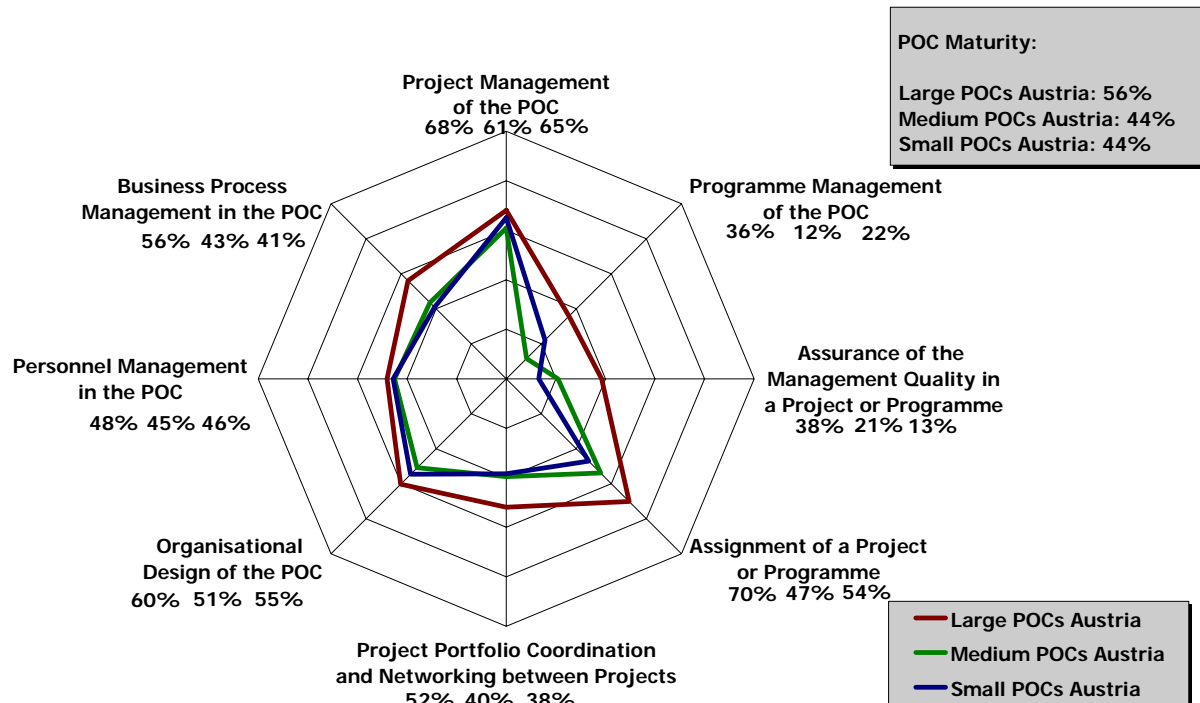 POC Maturity:
Large POCs Austria: 56%
Medium POCs Austria: 44%
Small POCs Austria: 44%
Project Management
of the POC
68% 61% 65%
Programme Management
of the POC
36% 12% 22%
Assurance of the
Management Quality in
a Project or Programme
38% 21% 13%
Assignment of a Project
or Programme
70% 47% 54%
Project Portfolio Coordination
and Networking between Projects
52% 40% 38%
Organisational
Design of the POC
60% 51% 55%
Personnel Management
in the POC
48% 45% 46%
Business Process
Management in the POC
56% 43% 41%
Large POCs Austria
Medium POCs Austria
Small POCs Austria